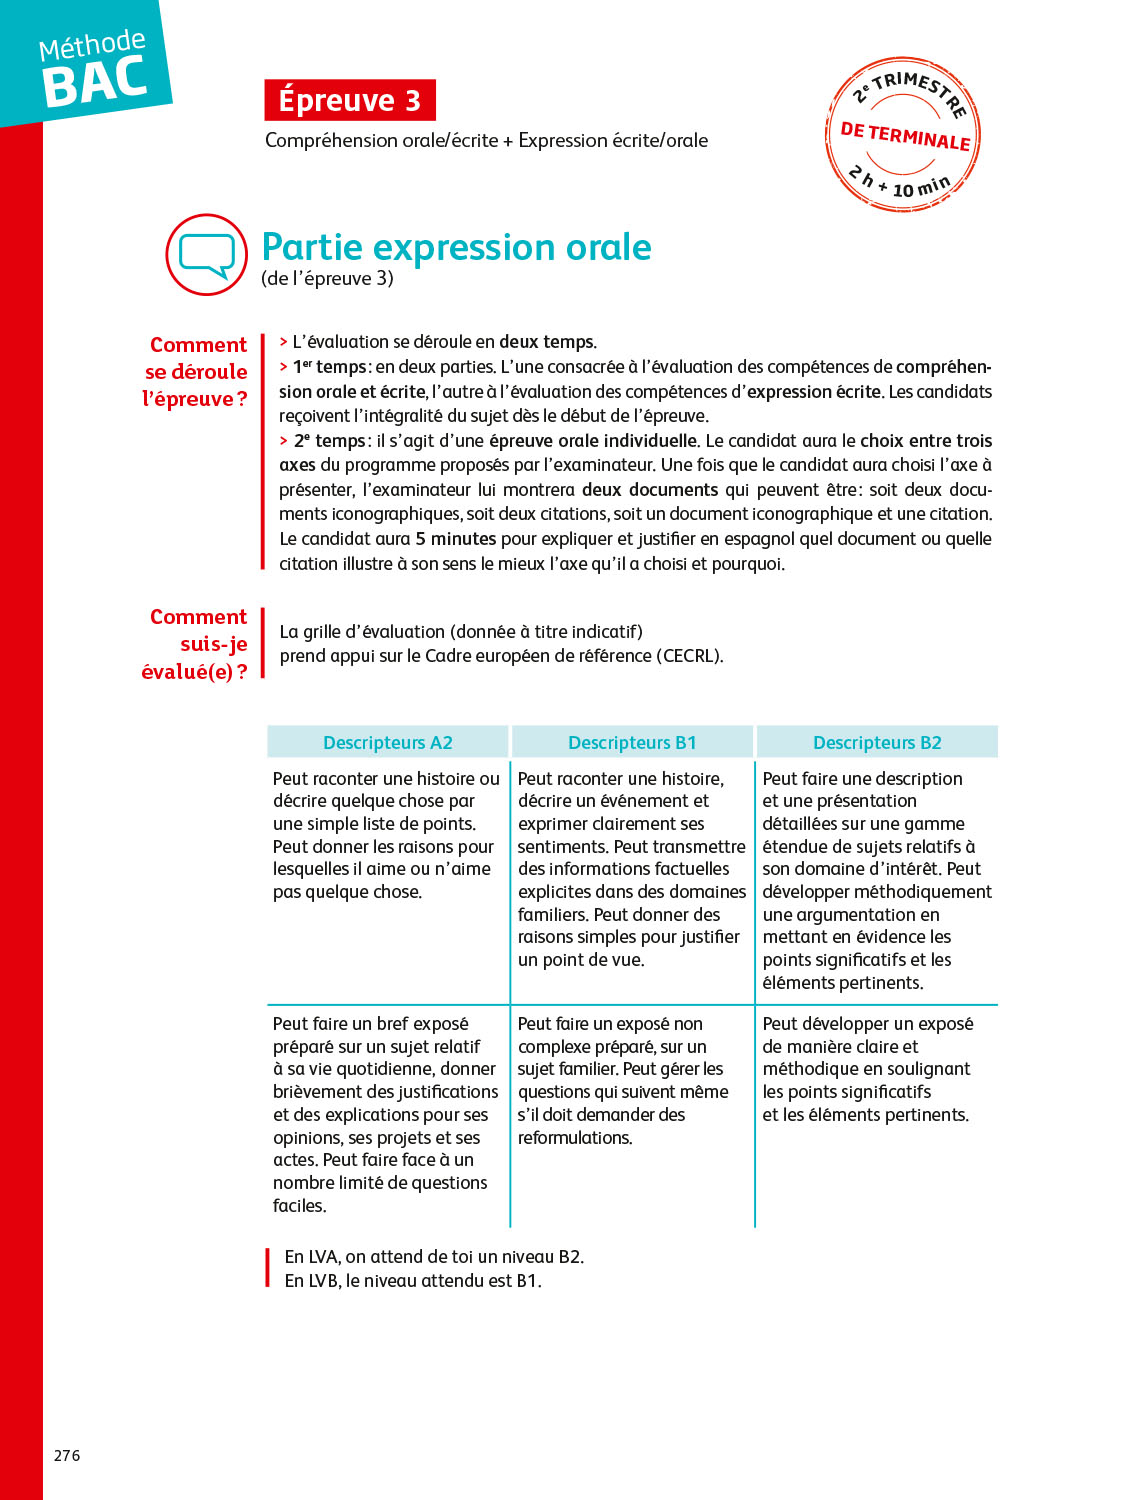 Méthode
BAC
Épreuve 3
Compréhension orale/écrite + Expression écrite/orale
2e TRIMESTRE
DE TERMINALE
2 h + 10 min
Partie expression orale
(de l’épreuve 3)
Comment
se déroule
l’épreuve ?
> L’évaluation se déroule en deux temps.
> 1er temps : en deux parties. L’une consacrée à l’évaluation des compétences de compréhen-
sion orale et écrite, l’autre à l’évaluation des compétences d’expression écrite. Les candidats
reçoivent l’intégralité du sujet dès le début de l’épreuve.
> 2e temps : il s’agit d’une épreuve orale individuelle. Le candidat aura le choix entre trois
axes du programme proposés par l’examinateur. Une fois que le candidat aura choisi l’axe à
présenter, l’examinateur lui montrera deux documents qui peuvent être : soit deux docu-
ments iconographiques, soit deux citations, soit un document iconographique et une citation.
Le candidat aura 5 minutes pour expliquer et justifier en espagnol quel document ou quelle
citation illustre à son sens le mieux l’axe qu’il a choisi et pourquoi.
Comment
suis-je
évalué(e) ?
La grille d’évaluation (donnée à titre indicatif)
prend appui sur le Cadre européen de référence (CECRL).
Descripteurs A2
Peut raconter une histoire ou
décrire quelque chose par
une simple liste de points.
Peut donner les raisons pour
lesquelles il aime ou n’aime
pas quelque chose.
Descripteurs B1
Peut raconter une histoire,
décrire un événement et
exprimer clairement ses
sentiments. Peut transmettre
des informations factuelles
explicites dans des domaines
familiers. Peut donner des
raisons simples pour justifier
un point de vue.
Descripteurs B2
Peut faire une description
et une présentation
détaillées sur une gamme
étendue de sujets relatifs à
son domaine d’intérêt. Peut
développer méthodiquement
une argumentation en
mettant en évidence les
points significatifs et les
éléments pertinents.
Peut faire un bref exposé
préparé sur un sujet relatif
à sa vie quotidienne, donner
brièvement des justifications
et des explications pour ses
opinions, ses projets et ses
actes. Peut faire face à un
nombre limité de questions
faciles.
Peut faire un exposé non
complexe préparé, sur un
sujet familier. Peut gérer les
questions qui suivent même
s’il doit demander des
reformulations.
Peut développer un exposé
de manière claire et
méthodique en soulignant
les points significatifs
et les éléments pertinents.
En LVA, on attend de toi un niveau B2.
En LVB, le niveau attendu est B1.
276